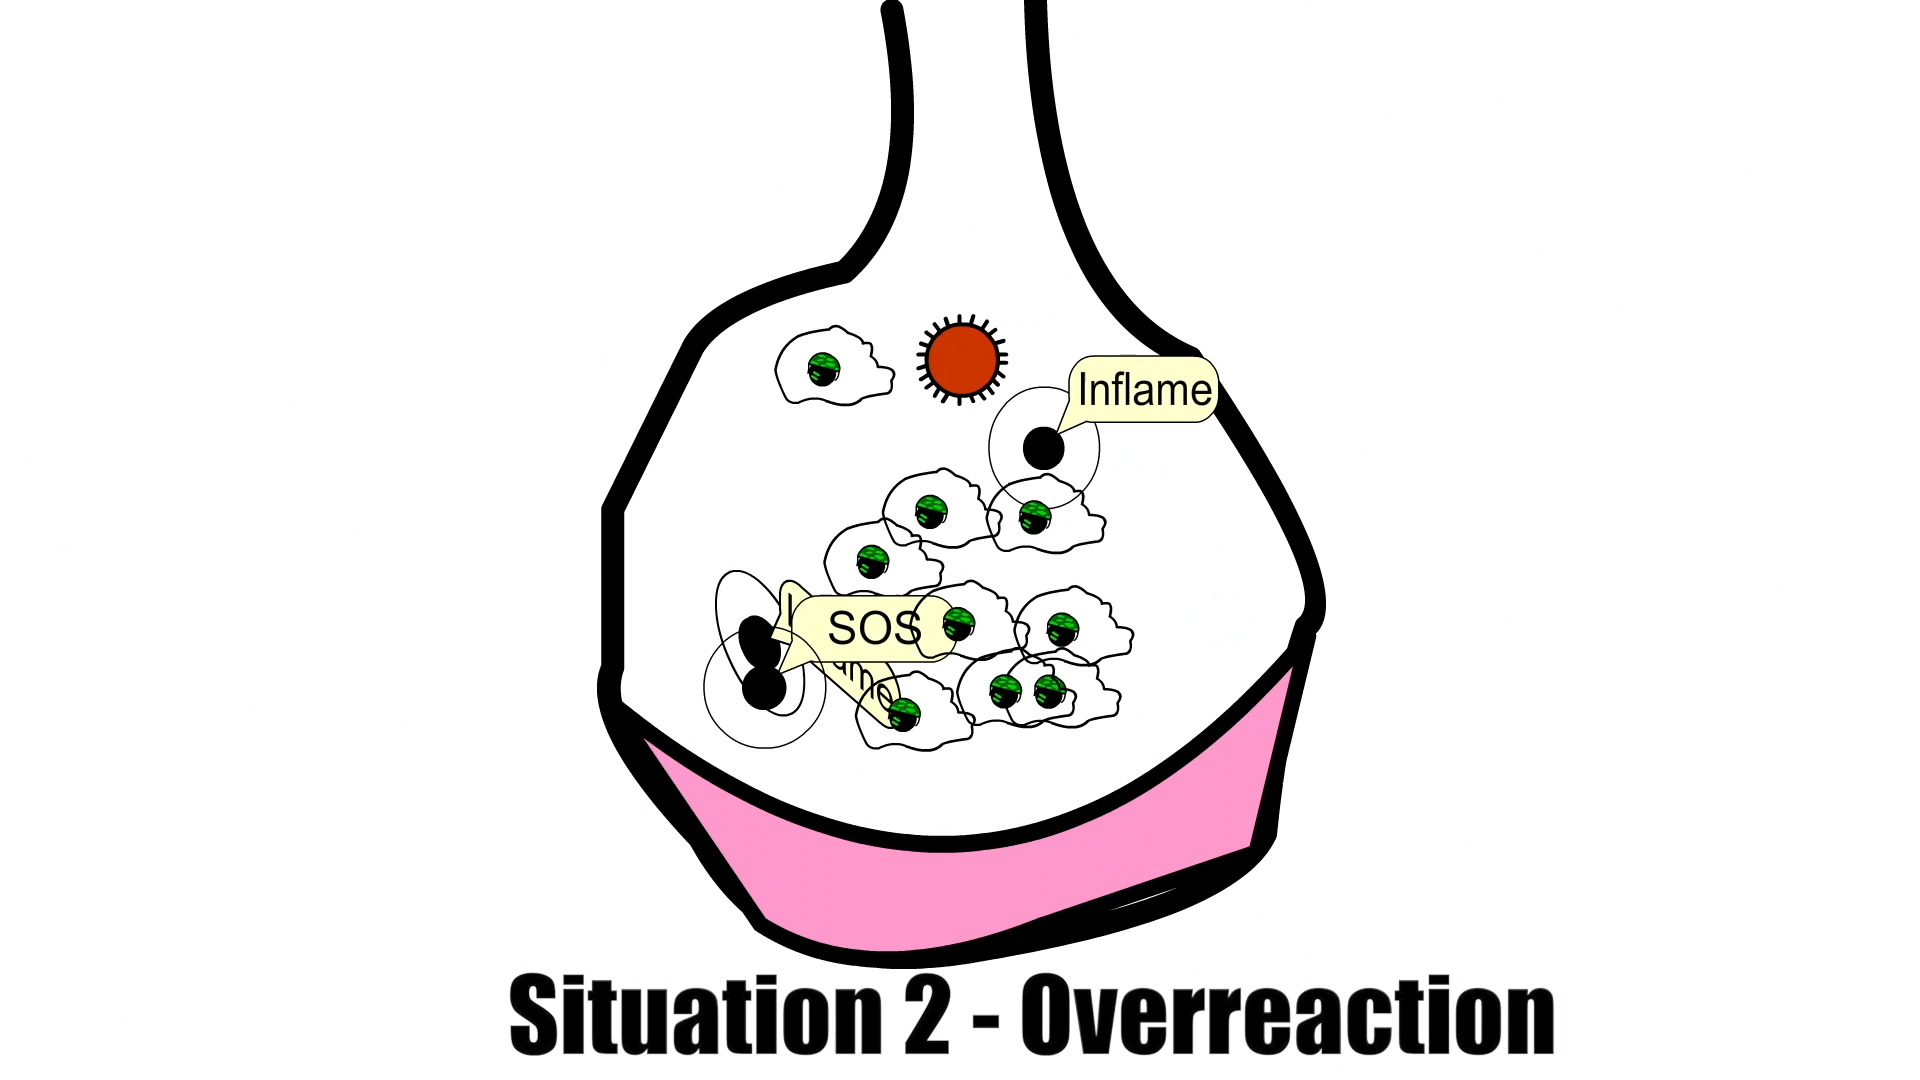 Inflame
SOS
Situation 2 - Overreaction